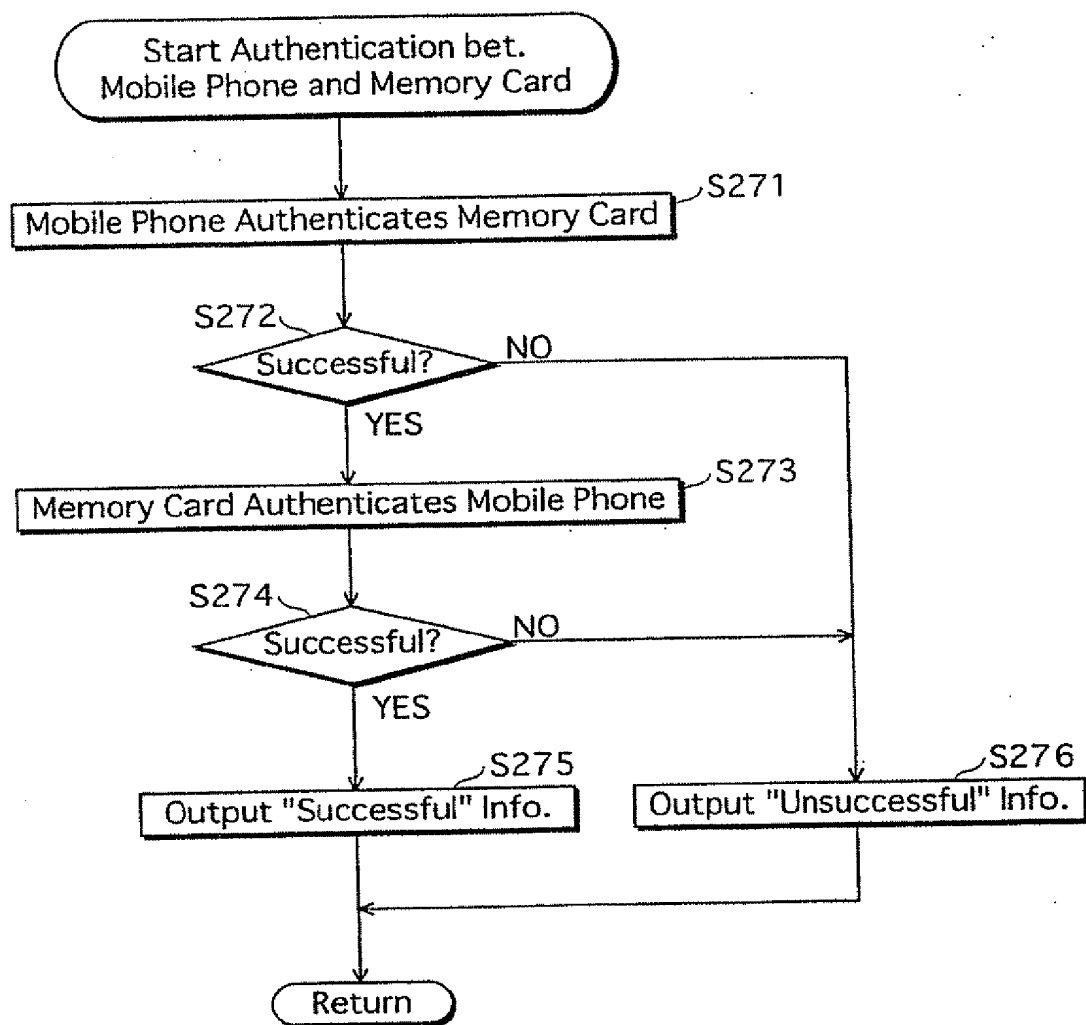 Start Authentication bet.
Mobile Phone and Memory Card
S271
Mobile Phone Authenticates Memory Card
S272
Successful?
NO
YES
S273
Memory Card Authenticates Mobile Phone
S274
Successful?
NO
YES
S275
Output "Successful" Info.
S276
Output "Unsuccessful" Info.
Return